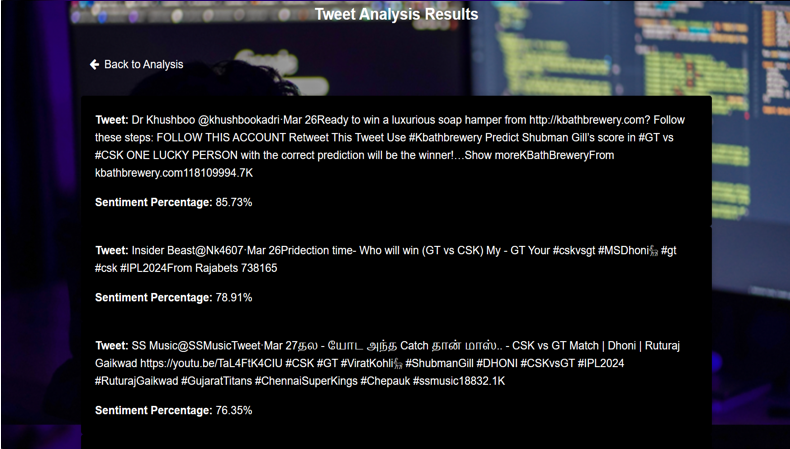 Tweet Analysis Results
Back to Analysis
Tweet: Dr Khushboo @khushbookadri·Mar 26Ready to win a luxurious soap hamper from http://kbathbrewery.com? Follow
these steps: FOLLOW THIS ACCOUNT Retweet This Tweet Use #Kbathbrewery Predict Shubman Gill's score in #GT vs
#CSK ONE LUCKY PERSON with the correct prediction will be the winner!…Show moreKBathBreweryFrom
kbathbrewery.com118109994.7K
Sentiment Percentage: 85.73%
Tweet: Insider Beast@Nk4607·Mar 26Pridection time- Who will win (GT vs CSK) My - GT Your #cskvsgt #MSDhoni #gt
#csk #IPL2024From Rajabets 738165
Sentiment Percentage: 78.91%
Tweet: SS Music@SSMusicTweet·Mar 27தல - யோட அந்த Catch தான் மாஸ்.. - CSK vs GT Match | Dhoni | Ruturaj
Gaikwad https://youtu.be/TaL4FtK4CIU #CSK #GT #ViratKohli #ShubmanGill #DHONI #CSKvsGT #IPL2024
#RuturajGaikwad #GujaratTitans #ChennaiSuperKings #Chepauk #ssmusic18832.1K
Sentiment Percentage: 76.35%